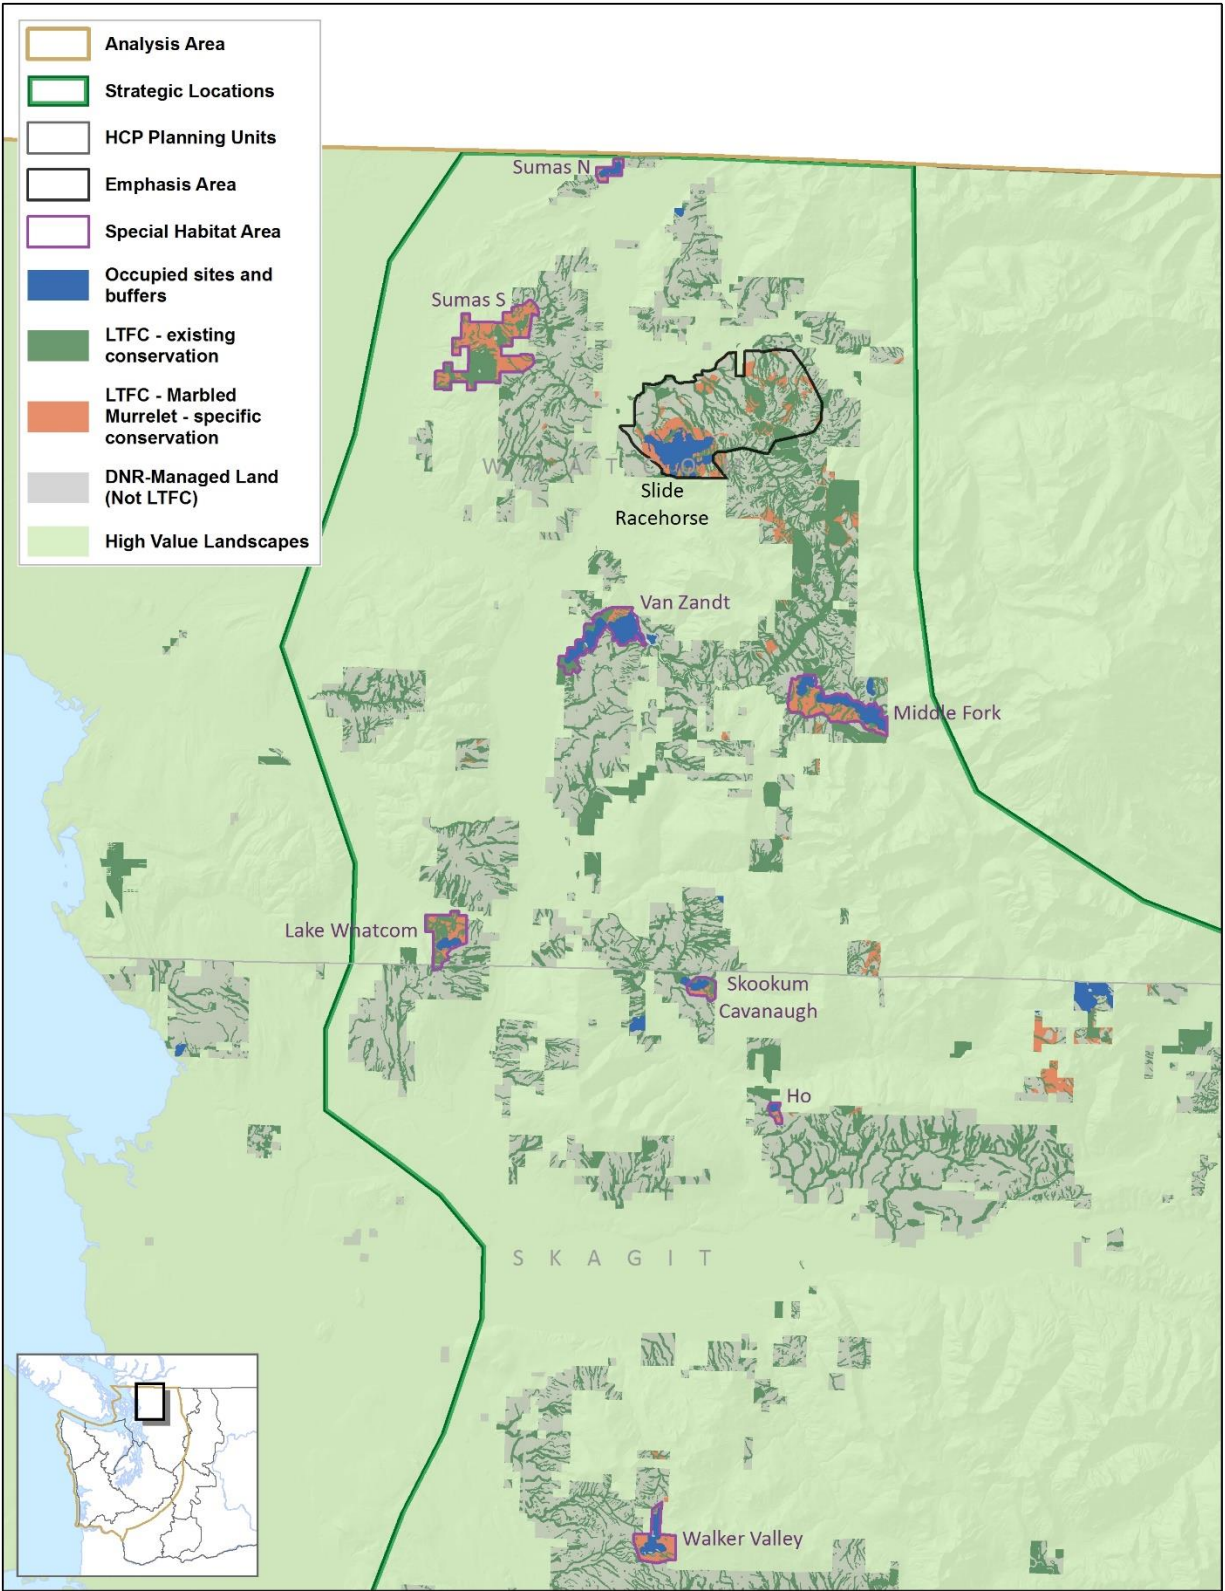 Analysis Area
Strategic Locations
HCP Planning Units
Emphasis Area
Special Habitat Area
Occupied sites and
buffers
LTFC - existing
conservation
LTFC - Marbled
Murrelet - specific
conservation
DNR-Managed Land
(Not LTFC)
High Value Landscapes
Sumas N
Sumas S
WHATCOM
Slide
Racehorse
Van Zandt
Middle Fork
Lake Whatcom
Skookum
Cavanaugh
Ho
SKAGIT
Walker Valley